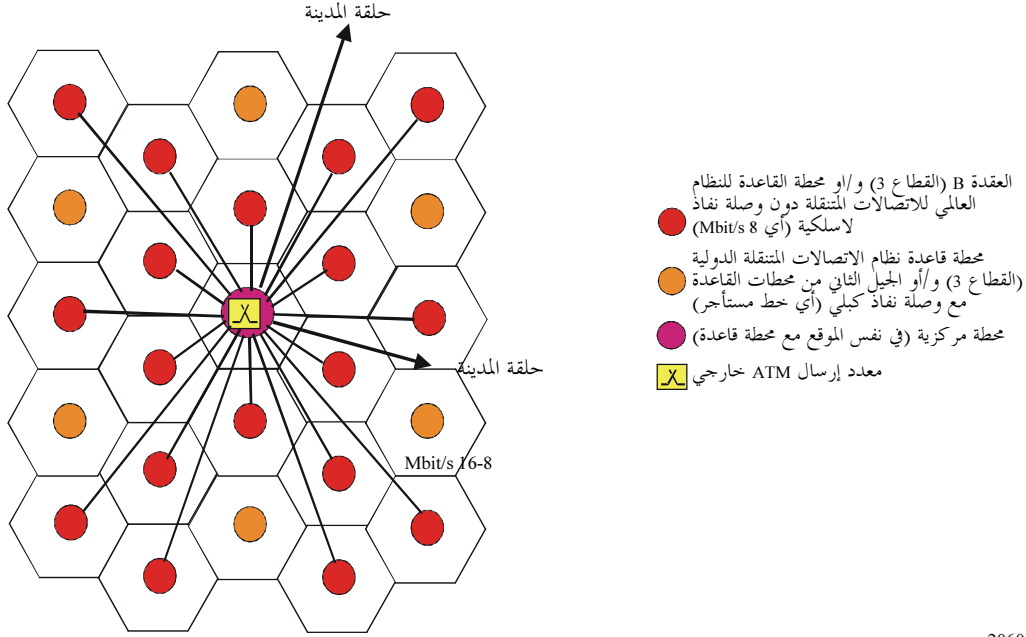 حلقة المدينة
العقدة B (القطاع 3) و/او محطة القاعدة للنظام
العالمي للاتصالات المتنقلة دون وصلة نفاذ
لاسلكية (أي 8 Mbit/s)
محطة قاعدة نظام الاتصالات المتنقلة الدولية
(القطاع 3) و/أو الجيل الثاني من محطات القاعدة
مع وصلة نفاذ كبلي (أي خط مستأجر)
محطة مركزية (في نفس الموقع مع محطة قاعدة)
معدد إرسال ATM خارجي
حلقة المدينة
Mbit/s 16-8